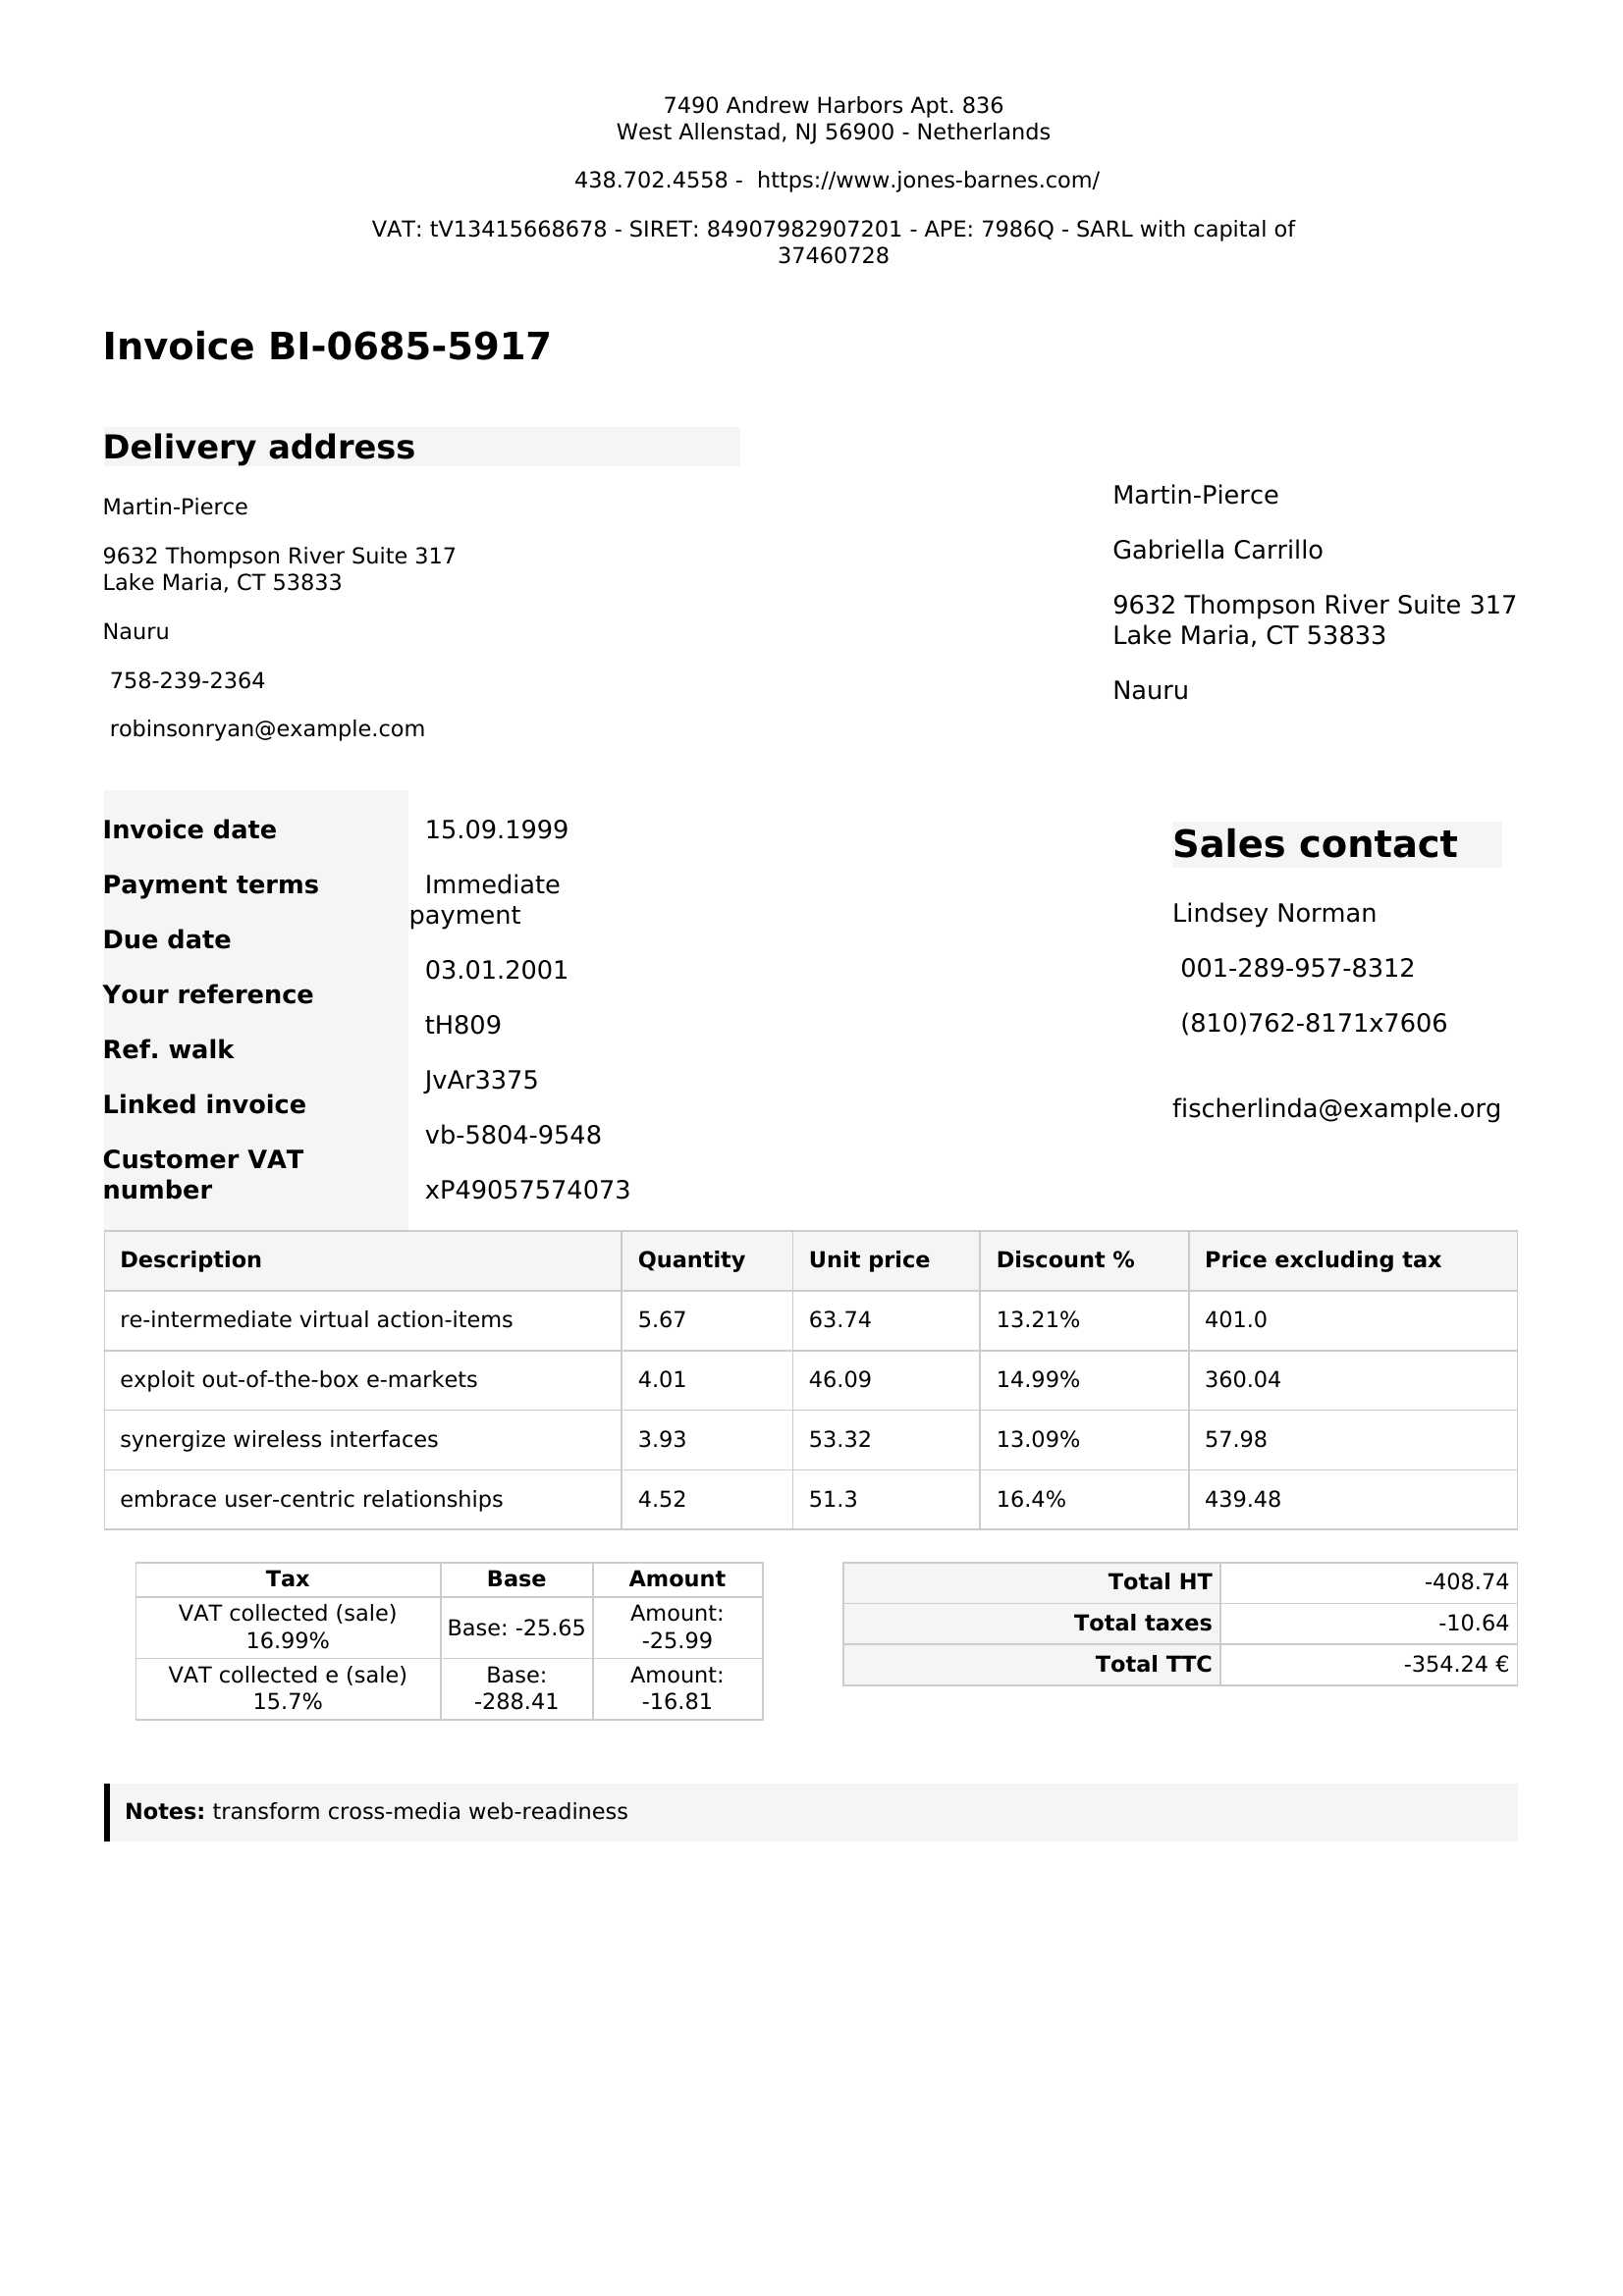 7490 Andrew Harbors Apt. 836
West Allenstad, NJ 56900 - Netherlands
438.702.4558 - https://www.jones-barnes.com/
VAT: tV13415668678 - SIRET: 84907982907201 - APE: 7986Q - SARL with capital of
37460728
Invoice BI-0685-5917
Delivery address
Martin-Pierce
9632 Thompson River Suite 317
Lake Maria, CT 53833
Nauru
758-239-2364
robinsonryan@example.com
Martin-Pierce
Gabriella Carrillo
9632 Thompson River Suite 317
Lake Maria, CT 53833
Nauru
Invoice date
Payment terms
Due date
Your reference
Ref. walk
Linked invoice
Customer VAT
number
15.09.1999
Immediate
payment
03.01.2001
tH809
JvAr3375
vb-5804-9548
xP49057574073
Sales contact
Lindsey Norman
001-289-957-8312
(810)762-8171x7606
fischerlinda@example.org
Description Quantity Unit price Discount % Price excluding tax
re-intermediate virtual action-items 5.67 63.74 13.21% 401.0
exploit out-of-the-box e-markets 4.01 46.09 14.99% 360.04
synergize wireless interfaces 3.93 53.32 13.09% 57.98
embrace user-centric relationships 4.52 51.3 16.4% 439.48
Tax Base Amount
VAT collected (sale)
16.99%
Base: -25.65
Amount:
-25.99
VAT collected e (sale)
15.7%
Base:
-288.41
Amount:
-16.81
Total HT -408.74
Total taxes -10.64
Total TTC -354.24 €
Notes: transform cross-media web-readiness